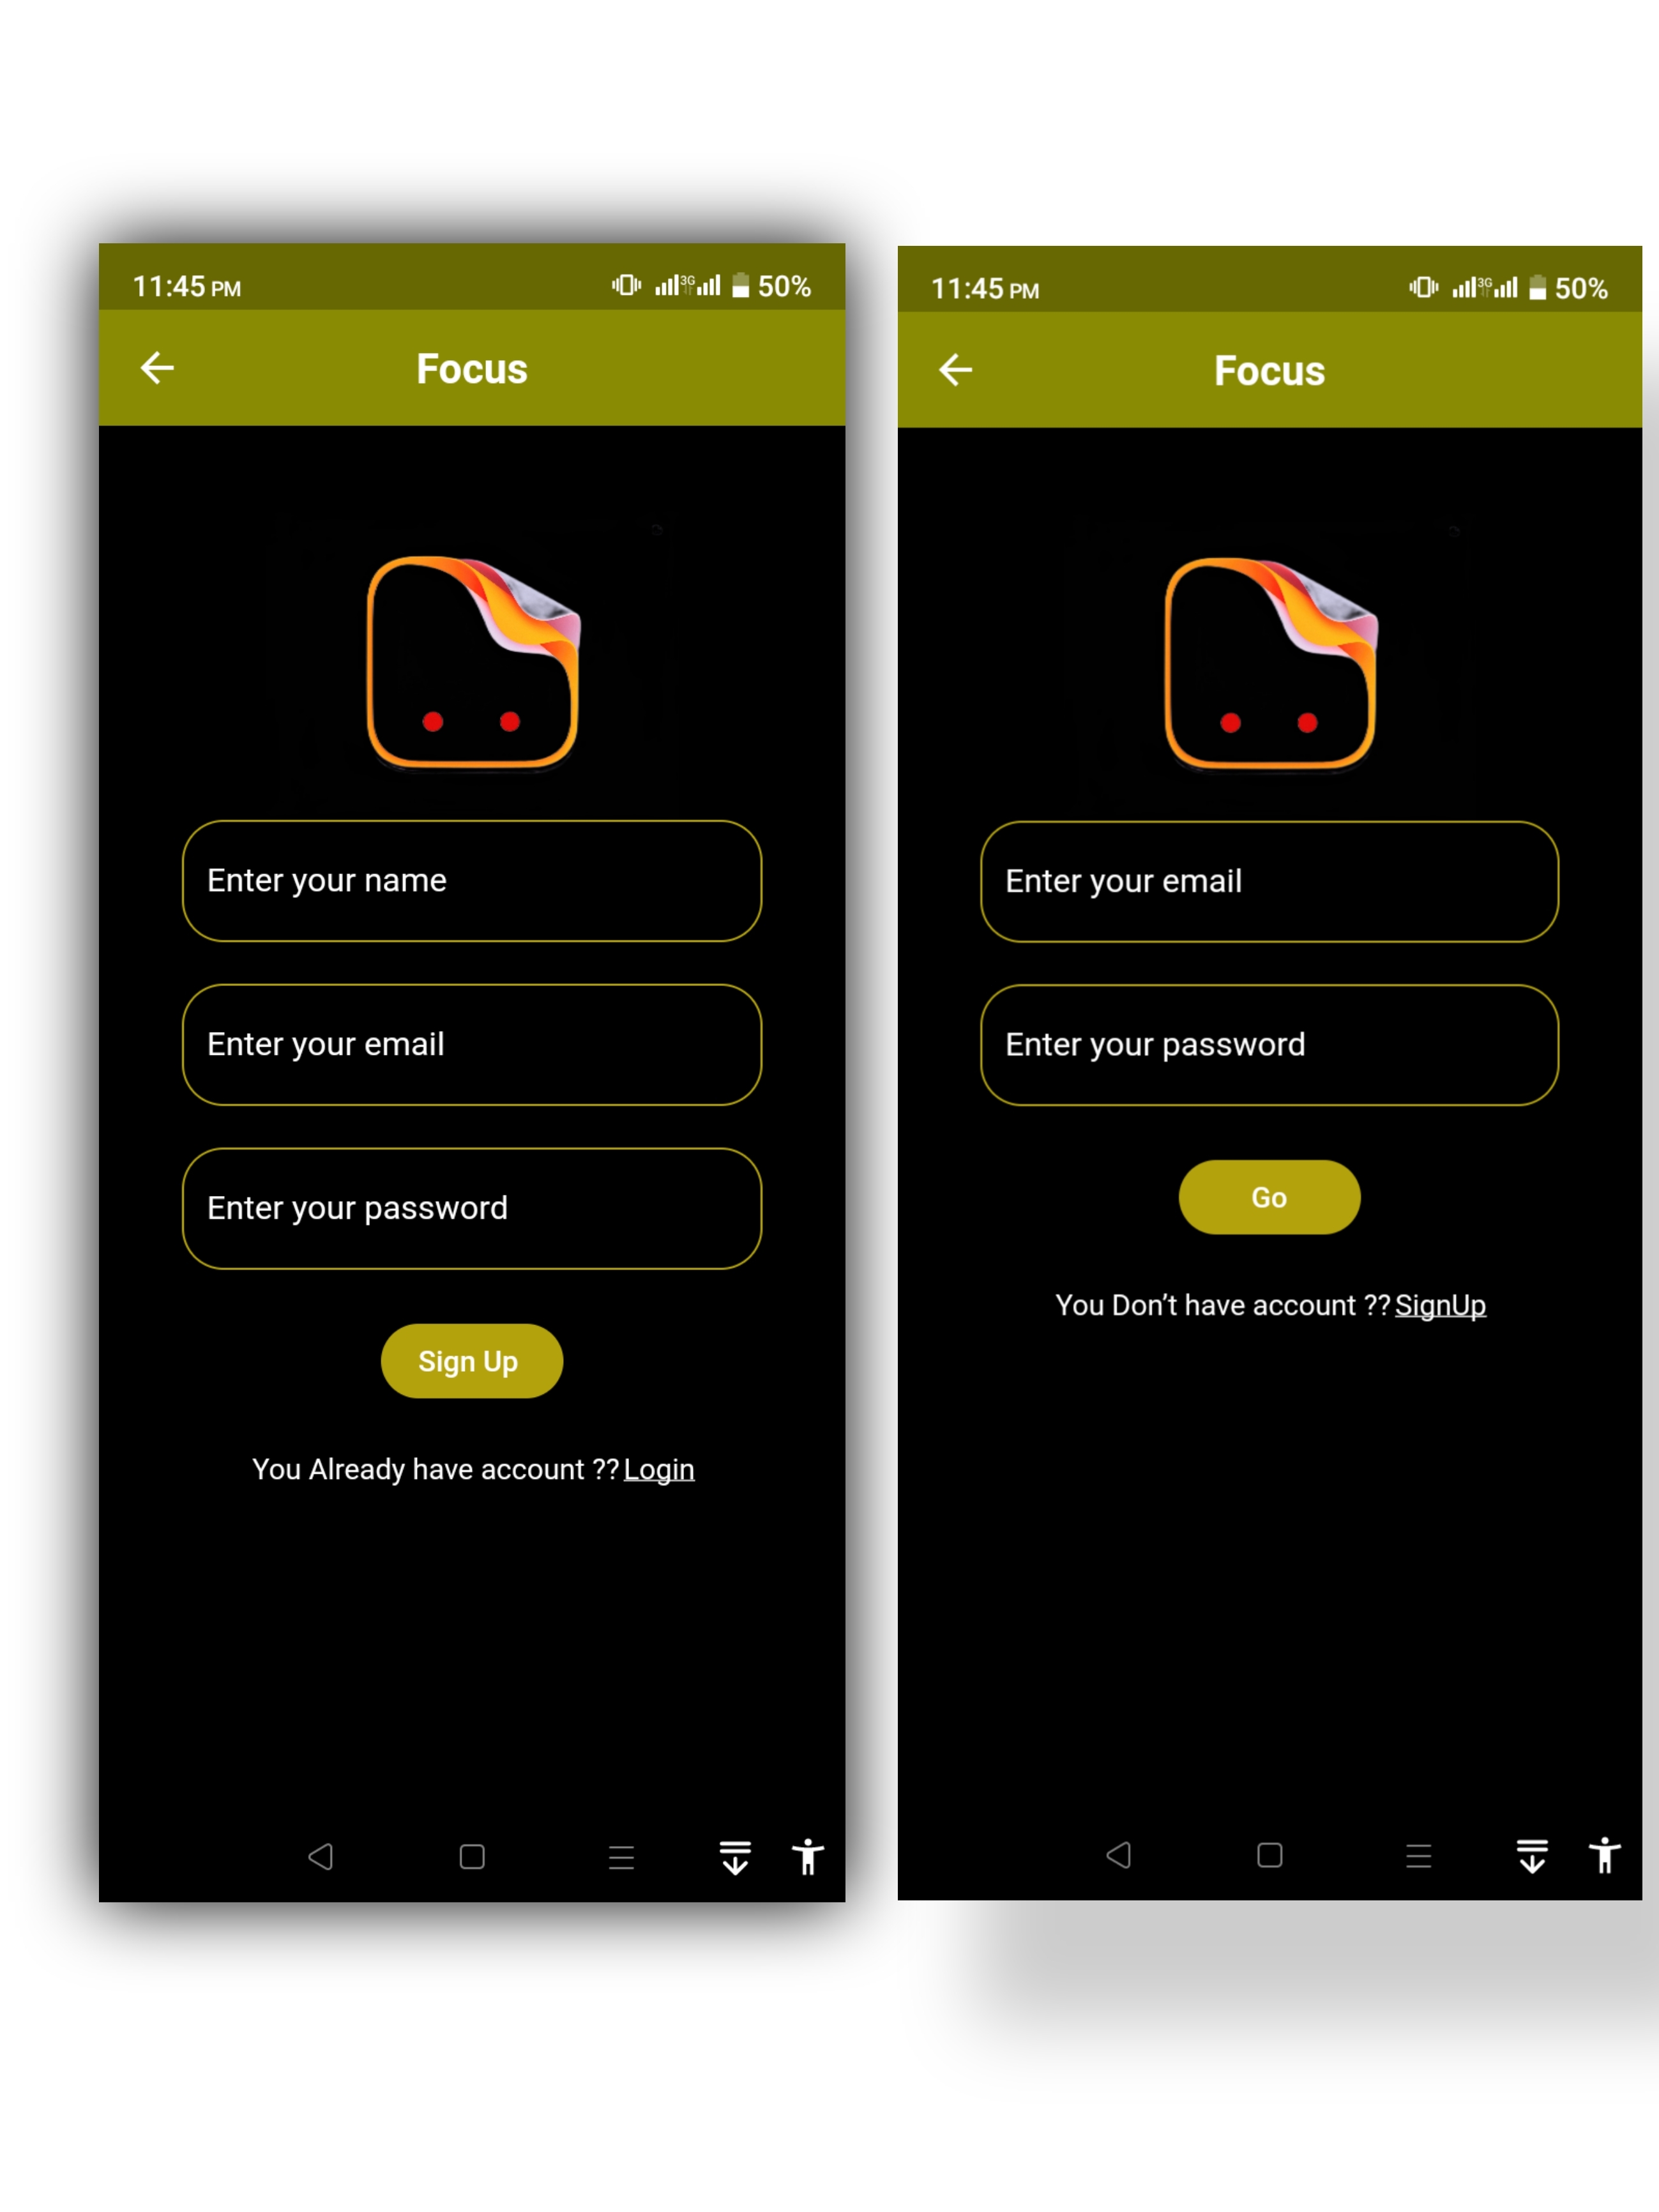 11:45 PM 3G 50%
Focus
Enter your name
Enter your email
Enter your password
Sign Up
You Already have account ?? Login
11:45 PM 3G 50%
Focus
Enter your email
Enter your password
Go
You Don’t have account ?? SignUp